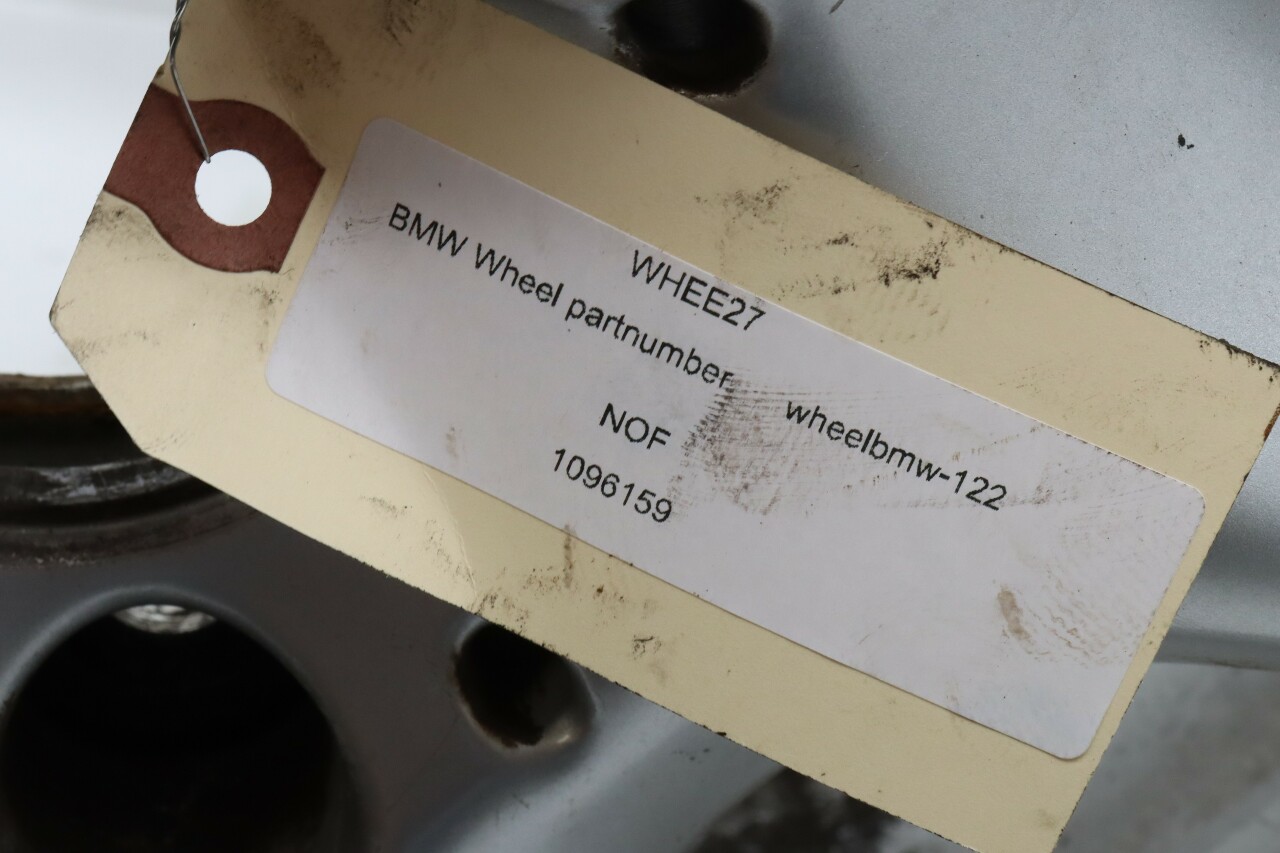 WHEE27
BMW Wheel partnumber wheelbmw-122
NOF
1096159